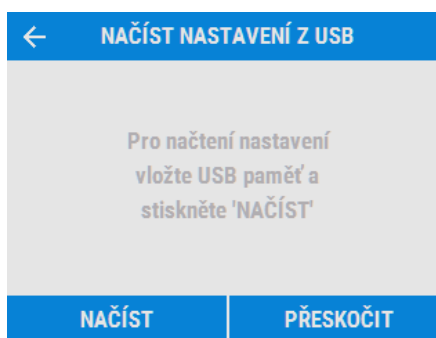 NAČÍST NASTAVENÍ Z USB
Pro načtení nastavení
vložte USB paměť a
stiskněte 'NAČÍST'
NAČÍST
PŘESKOČIT